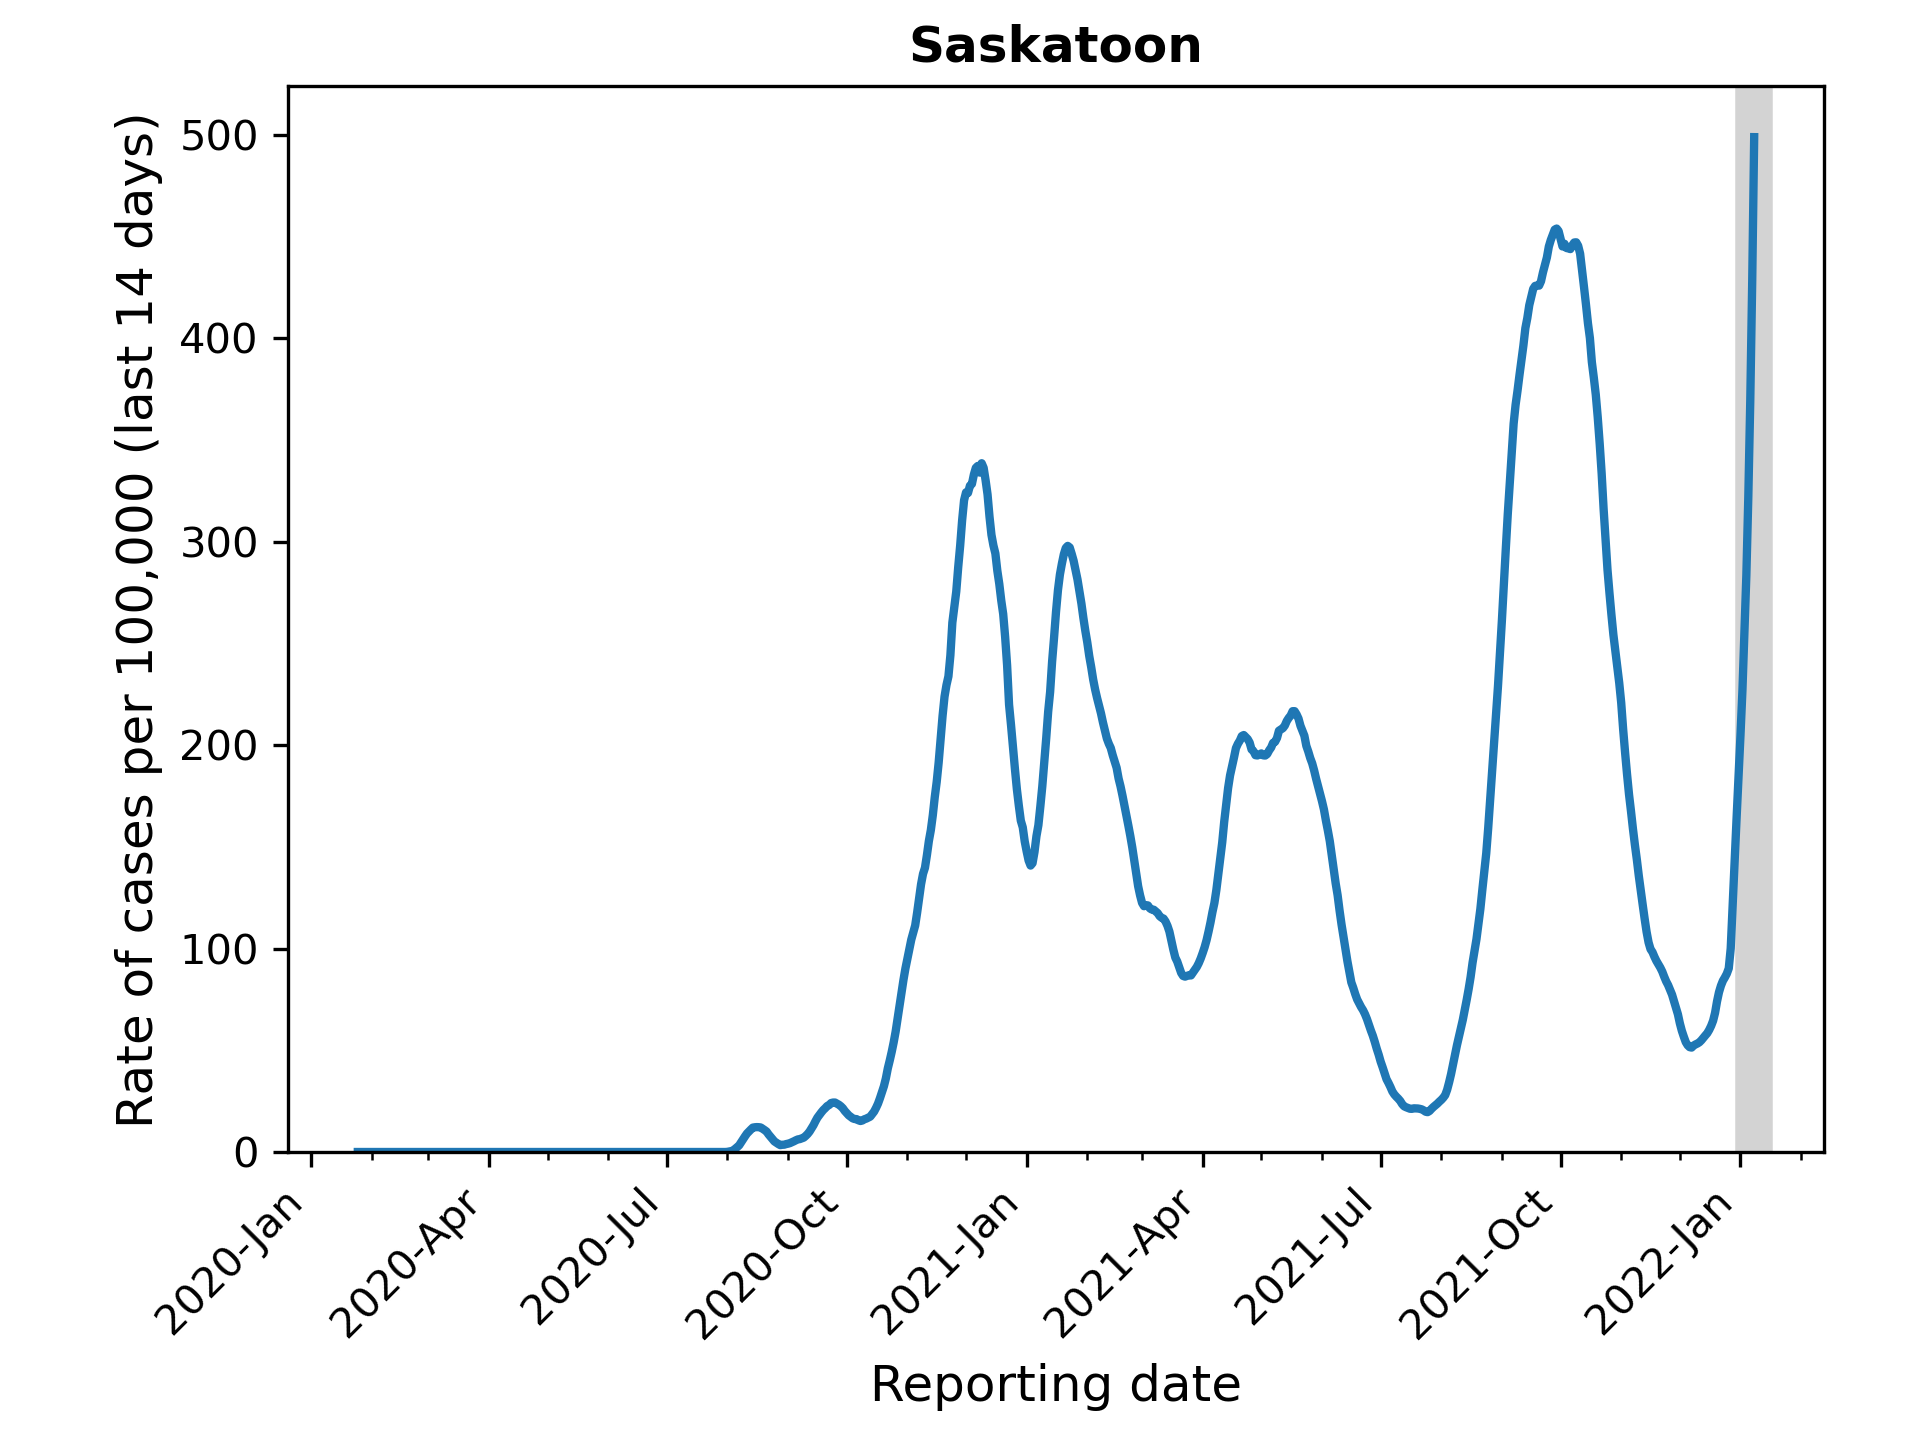 Saskatoon
Rate of cases per 100,000 (last 14 days)
500
400
300
200
100
0
2020-Jan
2020-Apr
2020-Jul
2020-Oct
2021-Jan
2021-Apr
2021-Jul
2021-Oct
2022-Jan
Reporting date